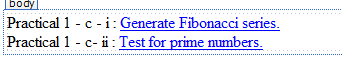 body
Practical 1 - c - i : Generate Fibonacci series.
Practical 1 - c- ii : Test for prime numbers.